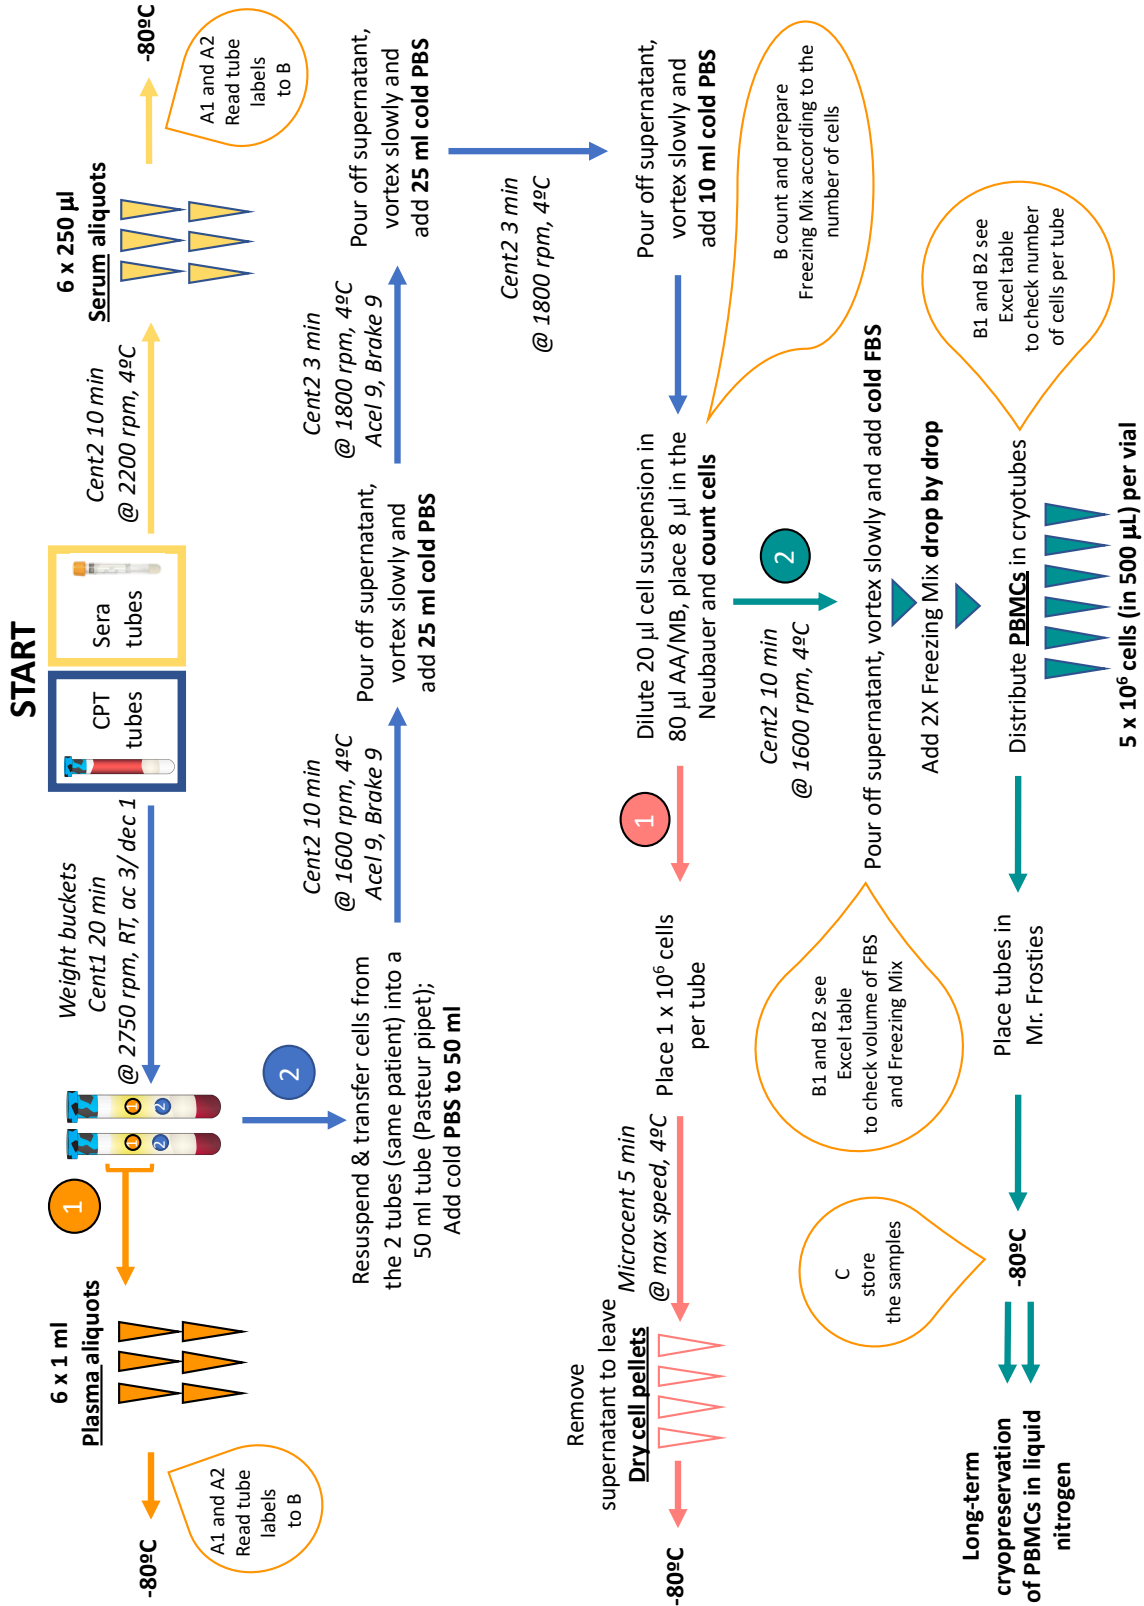 START
CPT
tubes
Sera
tubes
Cent2 10 min
@ 2200 rpm, 4ºC
6 x 250 µl
Serum aliquots
-80ºC
A1 and A2
Read tube
labels
to B
Weight buckets
Cent1 20 min
@ 2750 rpm, RT, ac 3/ dec 1
1
2
1
2
1
6 x 1 ml
Plasma aliquots
-80ºC
A1 and A2
Read tube
labels
to B
2
Resuspend & transfer cells from
the 2 tubes (same patient) into a
50 ml tube (Pasteur pipet);
Add cold PBS to 50 ml
Cent2 10 min
@ 1600 rpm, 4ºC
Acel 9, Brake 9
Pour off supernatant,
vortex slowly and
add 25 ml cold PBS
Cent2 3 min
@ 1800 rpm, 4ºC
Acel 9, Brake 9
Pour off supernatant,
vortex slowly and
add 25 ml cold PBS
Cent2 3 min
@ 1800 rpm, 4ºC
Pour off supernatant,
vortex slowly and
add 10 ml cold PBS
B count and prepare
Freezing Mix according to the
number of cells
Dilute 20 µl cell suspension in
80 µl AA/MB, place 8 µl in the
Neubauer and count cells
1
Place 1 x 10⁶ cells
per tube
Microcent 5 min
@ max speed, 4ºC
Remove
supernatant to leave
Dry cell pellets
-80ºC
2
Cent2 10 min
@ 1600 rpm, 4ºC
Pour off supernatant, vortex slowly and add cold FBS
B1 and B2 see
Excel table
to check volume of FBS
and Freezing Mix
Add 2X Freezing Mix drop by drop
Distribute PBMCs in cryotubes
B1 and B2 see
Excel table
to check number
of cells per tube
5 x 10⁶ cells (in 500 µL) per vial
Place tubes in
Mr. Frosties
-80ºC
C
store
the samples
Long-term
cryopreservation
of PBMCs in liquid
nitrogen